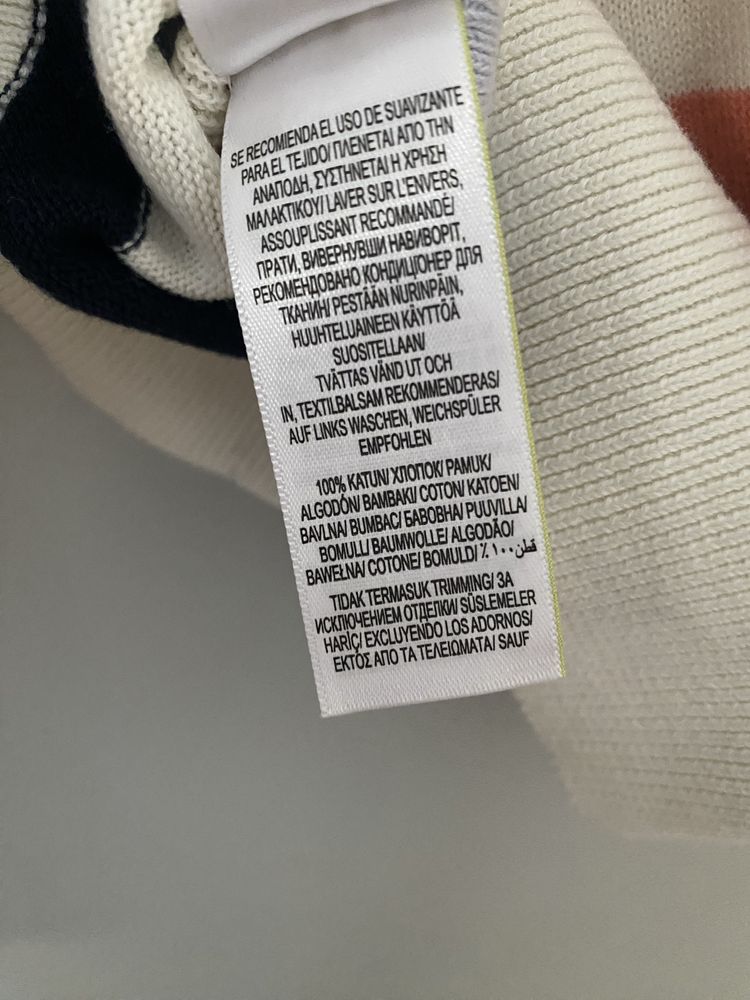 SE RECOMIENDA EL USO DE SUAVIZANTE
PARA EL TEJIDO/ ΠΛΕΝΕΤΑΙ ΑΠΟ ΤΗΝ
ΑΝΑΠΟΔΗ, ΣΥΣΤΗΝΕΤΑΙ Η ΧΡΗΣΗ
ΜΑΛΑΚΤΙΚΟΥ/ LAVER SUR L'ENVERS,
ASSOUPLISSANT RECOMMANDÉ/
ПРАТИ, ВИВЕРНУВШИ НАВИВОРІТ,
РЕКОМЕНДОВАНО КОНДИЦІОНЕР ДЛЯ
ТКАНИН/ PESTÄÄN NURINPÄIN,
HUUHTELUAINEEN KÄYTTÖÄ
SUOSITELLAAN/
TVÄTTAS VÄND UT OCH
IN, TEXTILBALSAM REKOMMENDERAS/
AUF LINKS WASCHEN, WEICHSPÜLER
EMPFOHLEN
100% KATUN/ ХЛОПОК/ PAMUK/
ALGODÓN/ BAMBAKI/ COTON/ KATOEN/
BAVLNA/ BUMBAC/ БАВОВНА/ PUUVILLA/
BOMULL/ BAUMWOLLE/ ALGODÃO/
BAWEŁNA/ COTONE/ BOMULD/ قطن ١٠٠ ٪
TIDAK TERMASUK TRIMMING/ ЗА
ИСКЛЮЧЕНИЕМ ОТДЕЛКИ/ SÜSLEMELER
HARİÇ/ EXCLUYENDO LOS ADORNOS/
ΕΚΤΟΣ ΑΠΟ ΤΑ ΤΕΛΕΙΩΜΑΤΑ/ SAUF